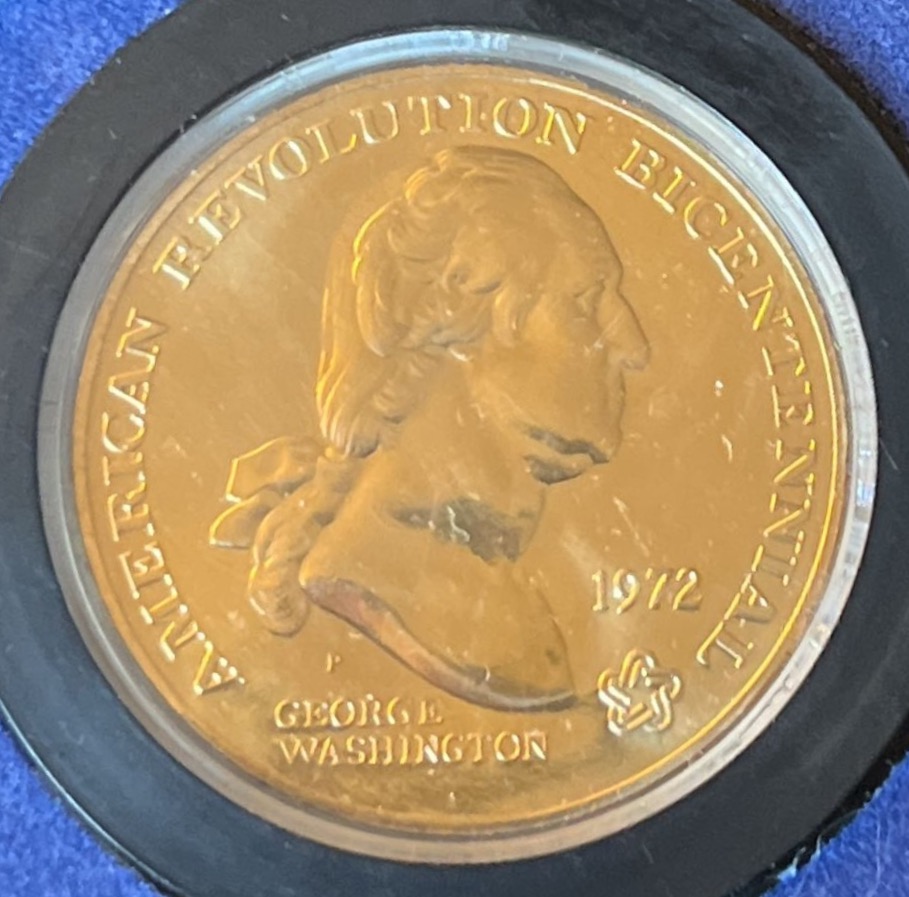 AMERICAN REVOLUTION BICENTENNIAL
1972
P
GEORGE
WASHINGTON